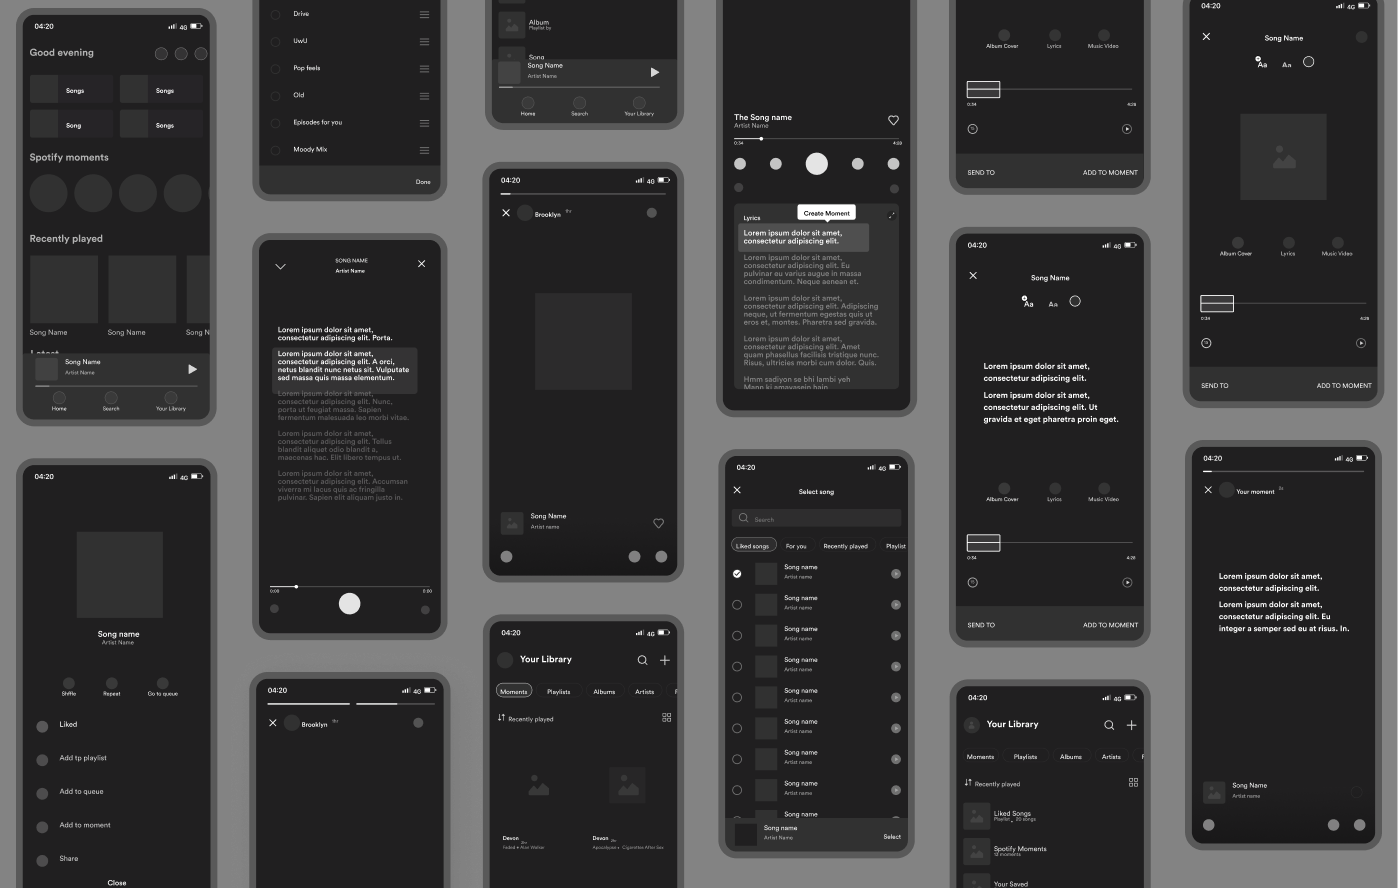 04:20
4G
Good evening
Songs
Songs
Song
Songs
Spotify moments
Recently played
Song Name
Song Name
Song N
Latest
Song Name
Artist Name
Home
Search
Your Library
04:20
4G
Song name
Artist Name
Shffle
Repeat
Go to queue
Liked
Add tp playlist
Add to queue
Add to moment
Share
Close
Drive
UwU
Pop feels
Old
Episodes for you
Moody Mix
Done
SONG NAME
Artist Name
Lorem ipsum dolor sit amet,
consectetur adipiscing elit. Porta.
Lorem ipsum dolor sit amet,
consectetur adipiscing elit. A orci,
netus blandit nunc netus sit. Vulputate
sed massa quis massa elementum.
Lorem ipsum dolor sit amet,
consectetur adipiscing elit. Nunc,
porta ut feugiat massa. Sapien
fermentum malesuada leo morbi vitae.
Lorem ipsum dolor sit amet,
consectetur adipiscing elit. Tellus
blandit aliquet odio blandit a,
maecenas hac. Elit libero tempus ut.
Lorem ipsum dolor sit amet,
consectetur adipiscing elit. Accumsan
viverra mi lacus quis ac fringilla
pulvinar. Sapien elit aliquam justo in.
0:00
0:00
04:20
4G
Brooklyn
Album
Playlist by
Song
Song Name
Artist Name
Home
Search
Your Library
04:20
4G
Brooklyn
Song Name
Artist name
04:20
4G
Your Library
Moments
Playlists
Albums
Artists
Recently played
Devon
Faded • Alan Walker
Devon
Apocalypse • Cigarettes After Sex
The Song name
Artist Name
0:34
4:28
Create Moment
Lyrics
Lorem ipsum dolor sit amet,
consectetur adipiscing elit.
Lorem ipsum dolor sit amet,
consectetur adipiscing elit. Eu
pulvinar eu varius augue in massa
condimentum. Neque aenean et.
Lorem ipsum dolor sit amet,
consectetur adipiscing elit. Adipiscing
neque, ut fermentum egestas quis ut
eros et, montes. Pharetra sed gravida.
Lorem ipsum dolor sit amet,
consectetur adipiscing elit. Amet
quam phasellus facilisis tristique nunc.
Risus, ultricies morbi cum dolor. Quis.
Hmm sadiyon se bhi lambi yeh
04:20
4G
Select song
Search
Liked songs
For you
Recently played
Playlist
Song name
Artist name
Song name
Artist name
Song name
Artist name
Song name
Artist name
Song name
Artist name
Song name
Artist name
Song name
Artist name
Song name
Artist name
Song name
Song name
Artist Name
Select
Album Cover
Lyrics
Music Video
0:34
4:28
SEND TO
ADD TO MOMENT
04:20
4G
Song Name
Aa
Aa
Lorem ipsum dolor sit amet,
consectetur adipiscing elit.
Lorem ipsum dolor sit amet,
consectetur adipiscing elit. Ut
gravida et eget pharetra proin eget.
Album Cover
Lyrics
Music Video
0:34
4:28
SEND TO
ADD TO MOMENT
04:20
4G
Your Library
Moments
Playlists
Albums
Artists
Recently played
Liked Songs
Playlist . 20 songs
Spotify Moments
12 moments
Your Saved
04:20
4G
Song Name
Aa
Aa
Album Cover
Lyrics
Music Video
0:34
4:28
SEND TO
ADD TO MOMENT
04:20
4G
Your moment
Lorem ipsum dolor sit amet,
consectetur adipiscing elit.
Lorem ipsum dolor sit amet,
consectetur adipiscing elit. Eu
integer a semper sed eu at risus. In.
Song Name
Artist name